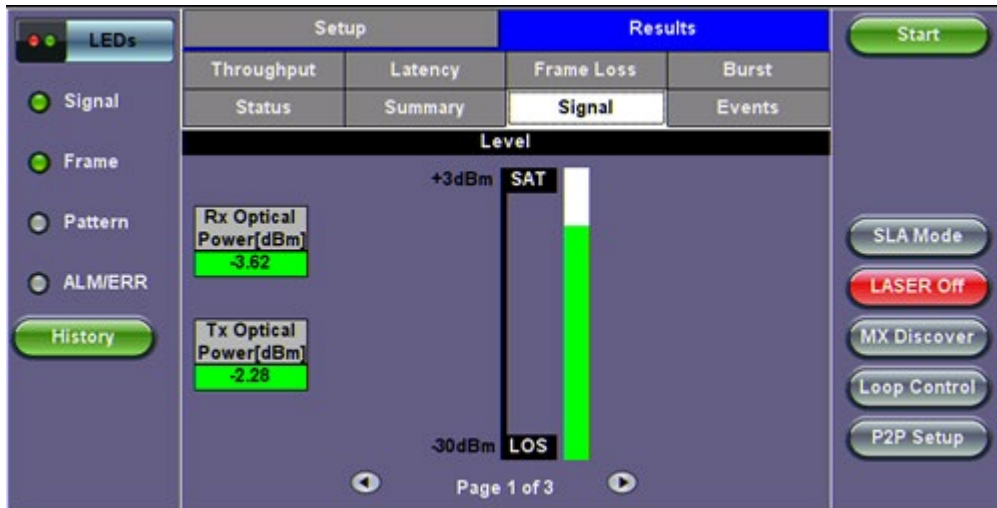 LEDs
Signal
Frame
Pattern
ALM/ERR
History
Setup
Results
Throughput
Latency
Frame Loss
Burst
Status
Summary
Signal
Events
Level
+3dBm
SAT
Rx Optical
Power[dBm]
-3.62
Tx Optical
Power[dBm]
-2.28
-30dBm
LOS
Page 1 of 3
Start
SLA Mode
LASER Off
MX Discover
Loop Control
P2P Setup